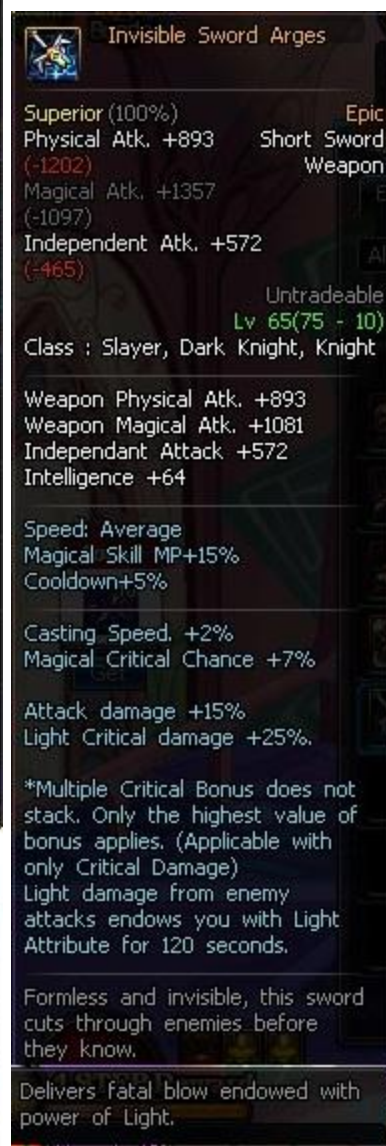 Invisible Sword Arges
Superior (100%) Epic
Physical Atk. +893 Short Sword
(-1202) Weapon
Magical Atk. +1357
(-1097)
Independent Atk. +572
(-465)
Untradeable
Lv 65(75 - 10)
Class : Slayer, Dark Knight, Knight
Weapon Physical Atk. +893
Weapon Magical Atk. +1081
Independant Attack +572
Intelligence +64
Speed: Average
Magical Skill MP+15%
Cooldown+5%
Casting Speed. +2%
Magical Critical Chance +7%
Attack damage +15%
Light Critical damage +25%.
*Multiple Critical Bonus does not
stack. Only the highest value of
bonus applies. (Applicable with
only Critical Damage)
Light damage from enemy
attacks endows you with Light
Attribute for 120 seconds.
Formless and invisible, this sword
cuts through enemies before
they know.
Delivers fatal blow endowed with
power of Light.